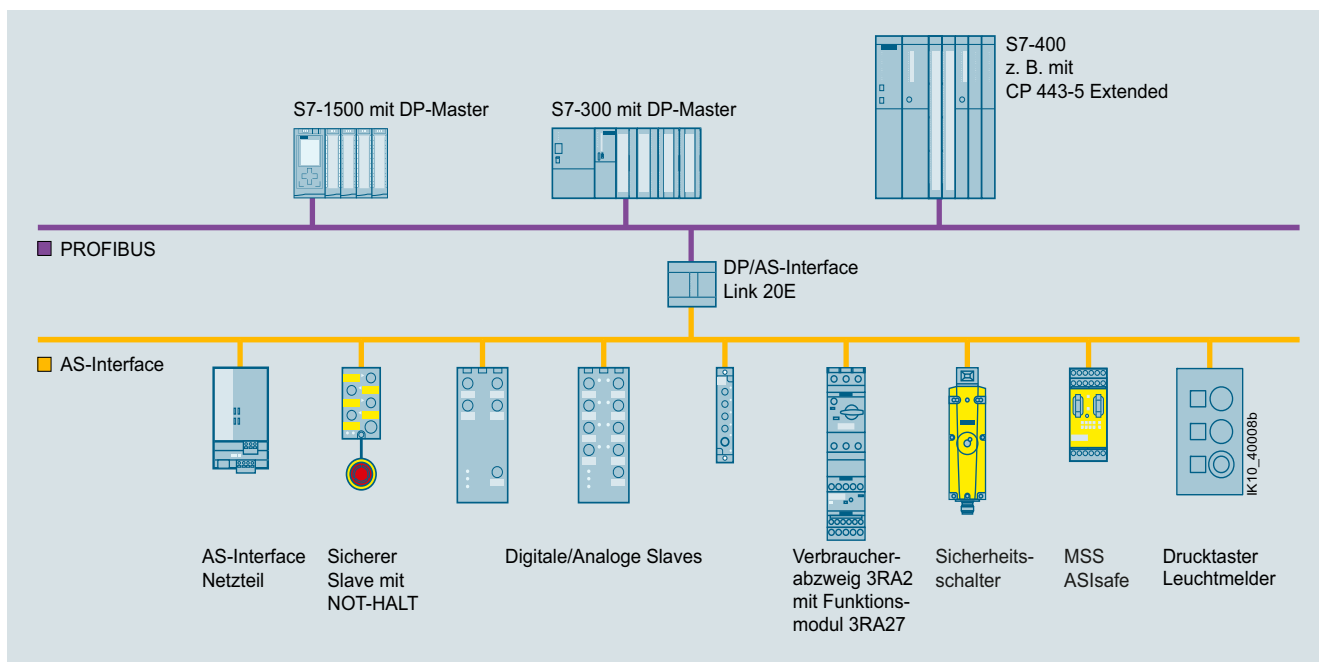 S7-400
z. B. mit
CP 443-5 Extended
S7-1500 mit DP-Master
S7-300 mit DP-Master
PROFIBUS
DP/AS-Interface
Link 20E
AS-Interface
IK10_40008b
AS-Interface
Netzteil
Sicherer
Slave mit
NOT-HALT
Digitale/Analoge Slaves
Verbraucher-
abzweig 3RA2
mit Funktions-
modul 3RA27
Sicherheits-
schalter
MSS
ASIsafe
Drucktaster
Leuchtmelder